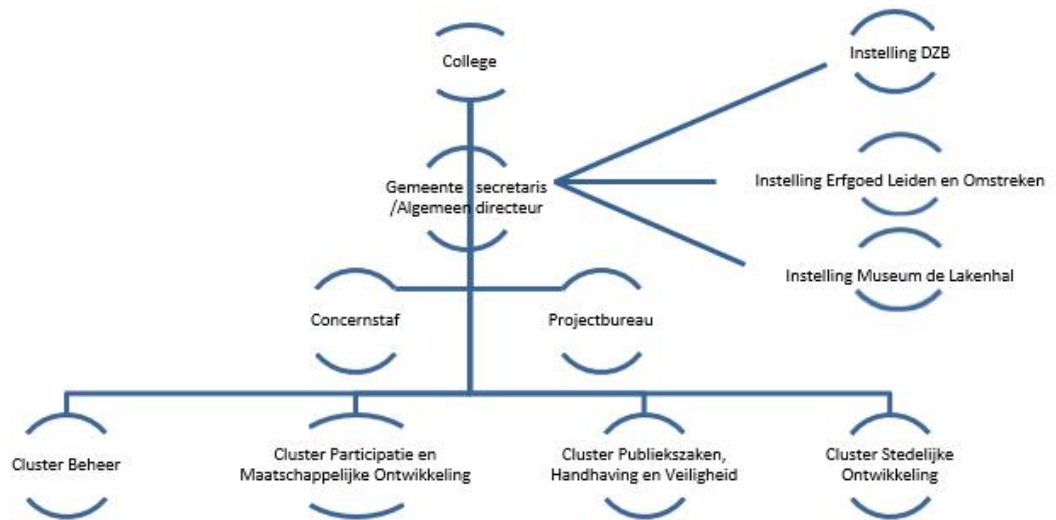 College
Instelling DZB
Gemeente secretaris
/Algemeen directeur
Instelling Erfgoed Leiden en Omstreken
Instelling Museum de Lakenhal
Concernstaf
Projectbureau
Cluster Beheer
Cluster Participatie en
Maatschappelijke Ontwikkeling
Cluster Publiekszaken,
Handhaving en Veiligheid
Cluster Stedelijke
Ontwikkeling